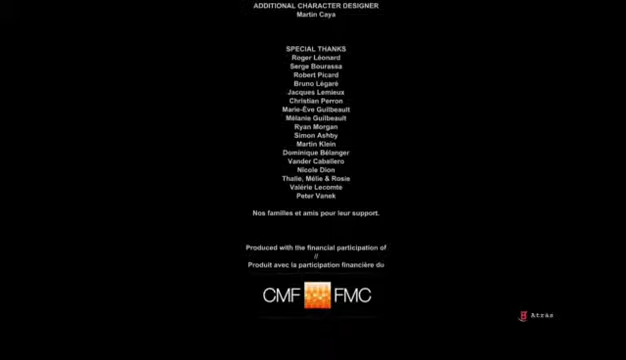 ADDITIONAL CHARACTER DESIGNER
Martin Caya
SPECIAL THANKS
Roger Léonard
Serge Bourassa
Robert Picard
Bruno Légaré
Jacques Lemieux
Christian Perron
Marie-Ève Guilbeault
Mélanie Guilbeault
Ryan Morgan
Simon Ashby
Martin Klein
Dominique Bélanger
Vander Caballero
Nicole Dion
Thalie, Mélie & Rosie
Valérie Lecomte
Peter Vanek
Nos familles et amis pour leur support.
Produced with the financial participation of
//
Produit avec la participation financière du
CMF FMC
Atrás